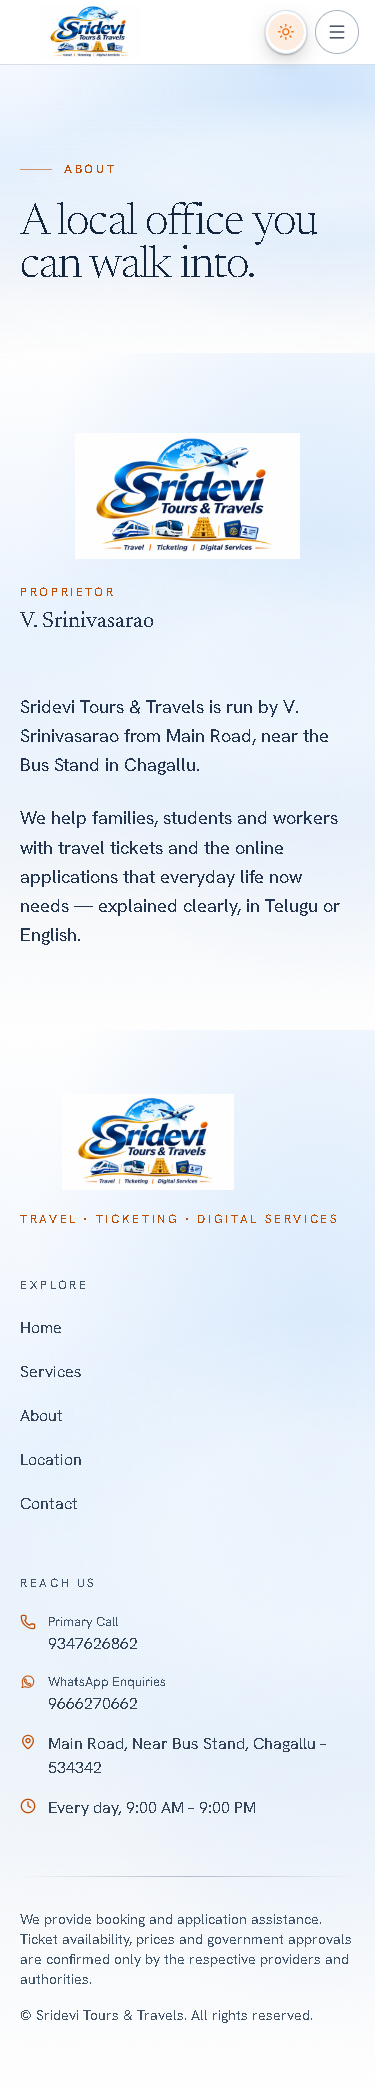 Sridevi
Tours & Travels
ABOUT
A local office you
can walk into.
Sridevi
Tours & Travels
Travel | Ticketing | Digital Services
PROPRIETOR
V. Srinivasarao
Sridevi Tours & Travels is run by V.
Srinivasarao from Main Road, near the
Bus Stand in Chagallu.
We help families, students and workers
with travel tickets and the online
applications that everyday life now
needs — explained clearly, in Telugu or
English.
Sridevi
Tours & Travels
Travel | Ticketing | Digital Services
TRAVEL · TICKETING · DIGITAL SERVICES
EXPLORE
Home
Services
About
Location
Contact
REACH US
Primary Call
9347626862
WhatsApp Enquiries
9666270662
Main Road, Near Bus Stand, Chagallu –
534342
Every day, 9:00 AM – 9:00 PM
We provide booking and application assistance.
Ticket availability, prices and government approvals
are confirmed only by the respective providers and
authorities.
© Sridevi Tours & Travels. All rights reserved.